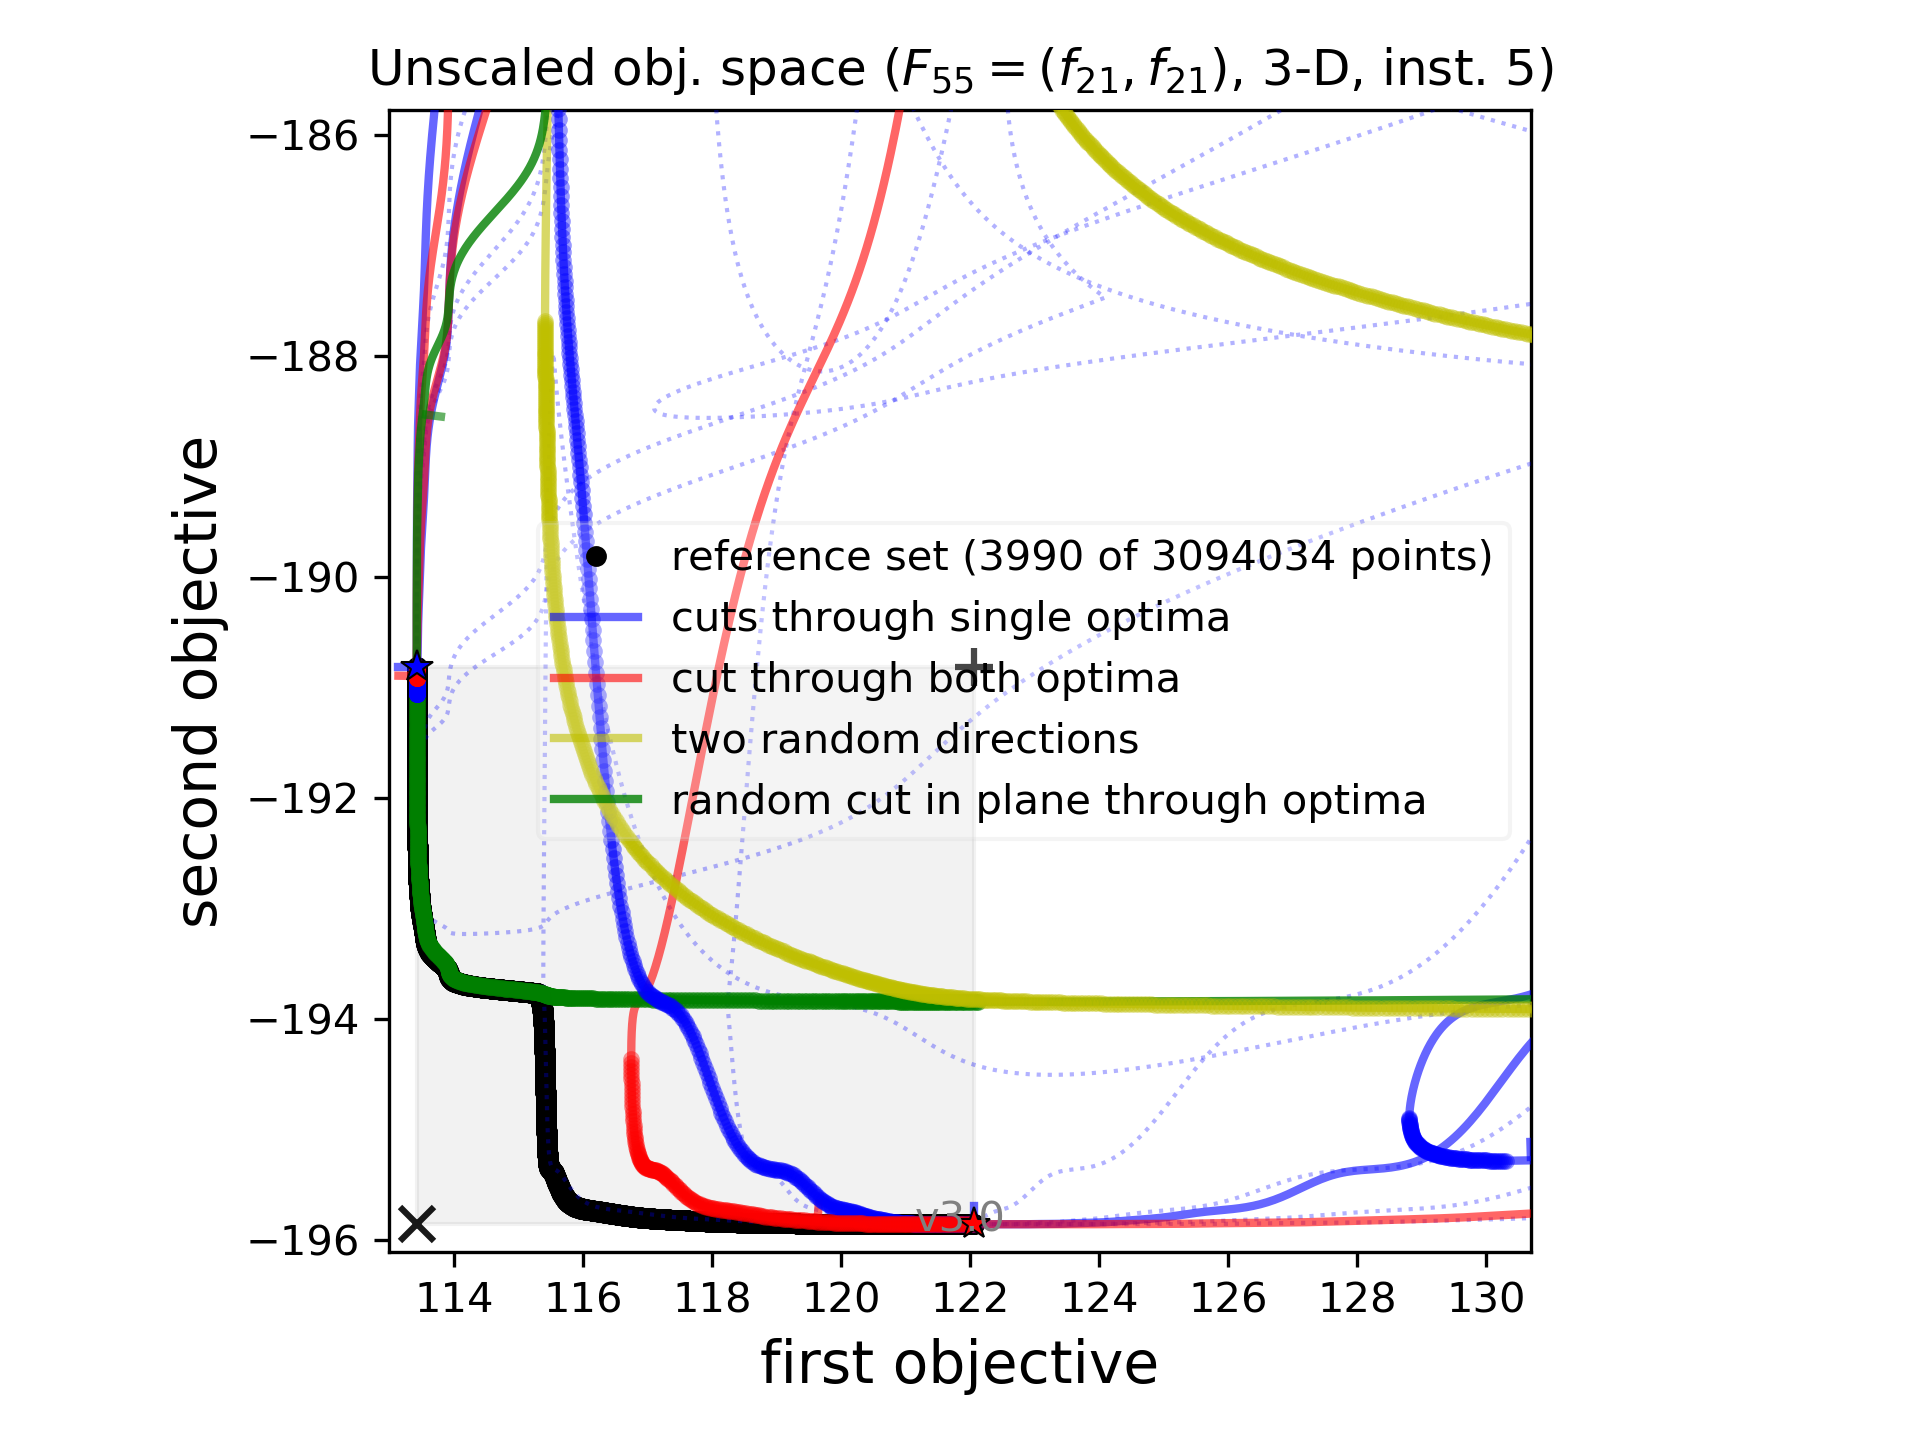 Unscaled obj. space (F₅₅ = (f₂₁, f₂₁), 3-D, inst. 5)
−186
−188
−190
−192
−194
−196
second objective
reference set (3990 of 3094034 points)
cuts through single optima
cut through both optima
two random directions
random cut in plane through optima
v3.0
114 116 118 120 122 124 126 128 130
first objective